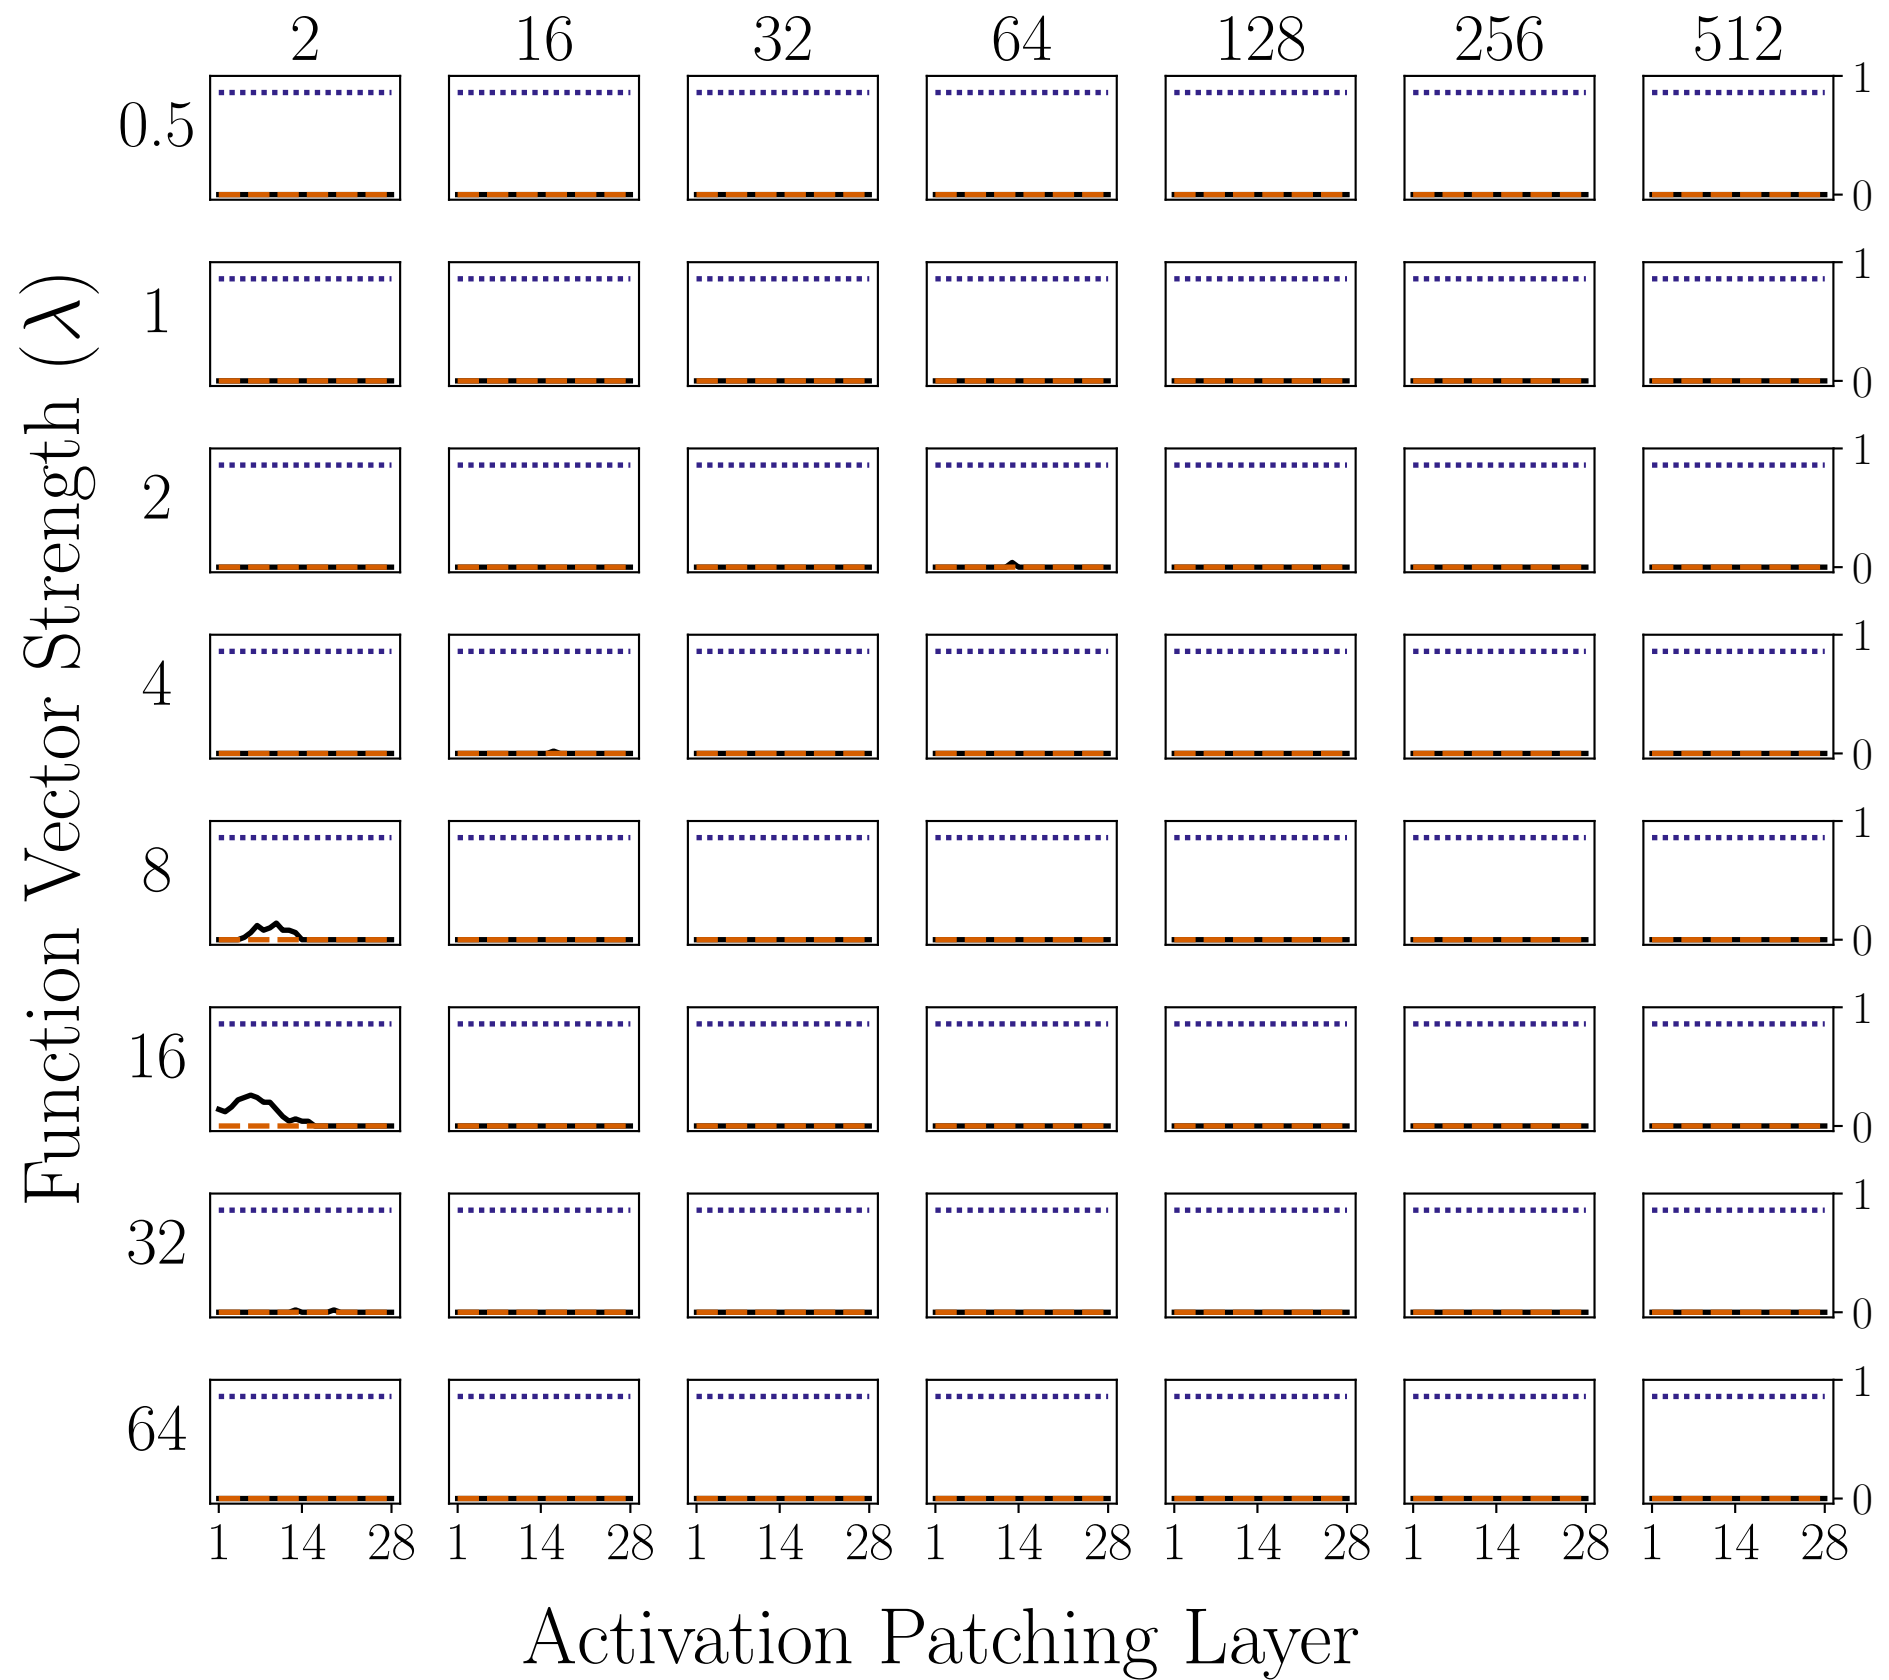 2 16 32 64 128 256 512
Function Vector Strength (λ)
0.5 1 0
1 1 0
2 1 0
4 1 0
8 1 0
16 1 0
32 1 0
64 1 0
1 14 28 1 14 28 1 14 28 1 14 28 1 14 28 1 14 28 1 14 28
Activation Patching Layer